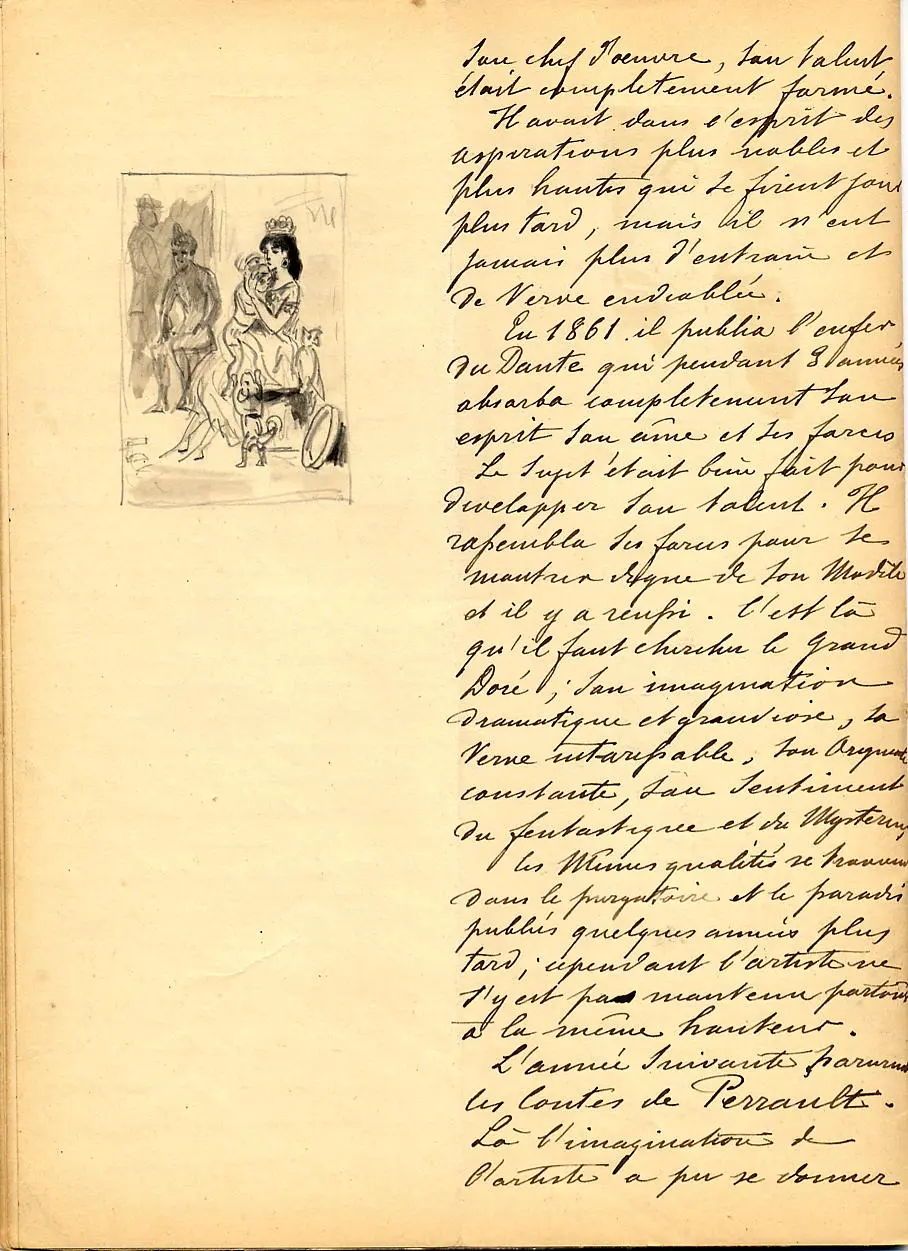 son chef d'oeuvre, son talent
était completement formé.
Il avait dans l'esprit des
aspirations plus nobles et
plus hautes qui se firent jour
plus tard, mais il n'eut
jamais plus d'entrain et
de Verve endiablée.
En 1861 il publia l'enfer
du Dante qui pendant 3 années
absorba completement son
esprit son âme et ses forces
Le sujet était bien fait pour
developper son talent. Il
rassembla ses forces pour se
montrer digne de son Modèle
et il y a reussi. C'est là
qu'il faut chercher le Grand
Doré ; son imagination
dramatique et grandiose, sa
Verve intarissable, son
constante, son sentiment
du fentastique et du
les Mêmes qualités se trouvent
dans le purgatoire et le paradis
publiés quelques années plus
tard ; cependant l'artiste ne
s'y est pas maintenu partout
à la même hauteur.
L'année suivante parurent
les Contes de Perrault.
Là l'imagination de
l'artiste a pu se donner